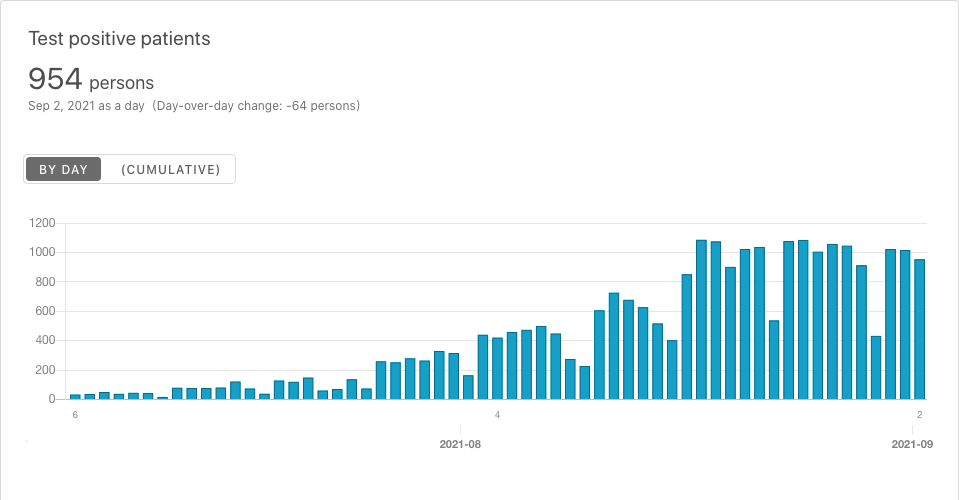 Test positive patients
954 persons
Sep 2, 2021 as a day (Day-over-day change: -64 persons)
BY DAY (CUMULATIVE)
1200
1000
800
600
400
200
0
6 4 2
2021-08 2021-09